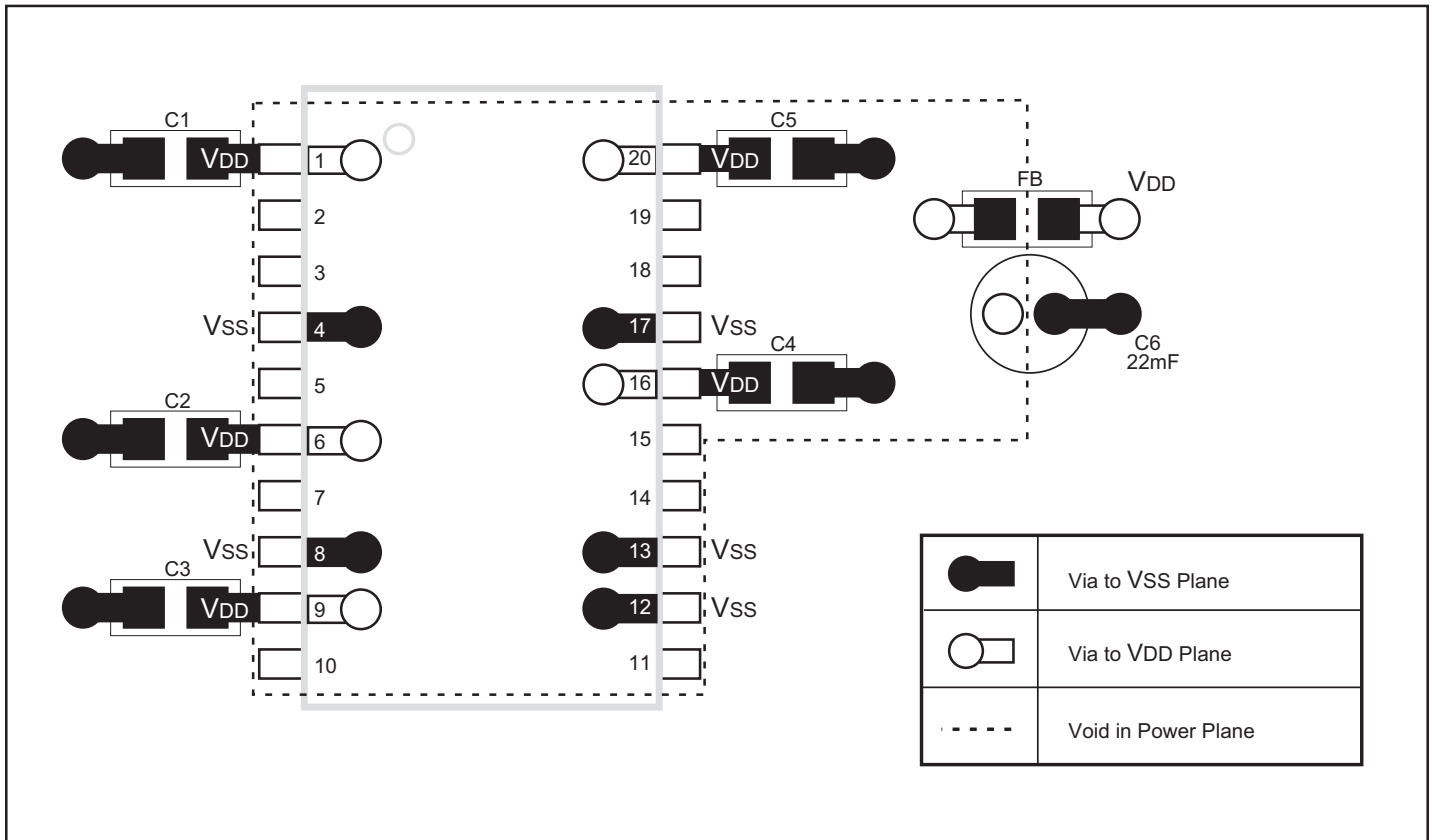 C1
VDD
1
2
3
VSS
4
5
C2
VDD
6
7
VSS
8
C3
VDD
9
10
C5
20
VDD
19
18
17
VSS
C4
16
VDD
15
14
13
VSS
12
VSS
11
FB
VDD
C6
22mF
Via to VSS Plane
Via to VDD Plane
Void in Power Plane